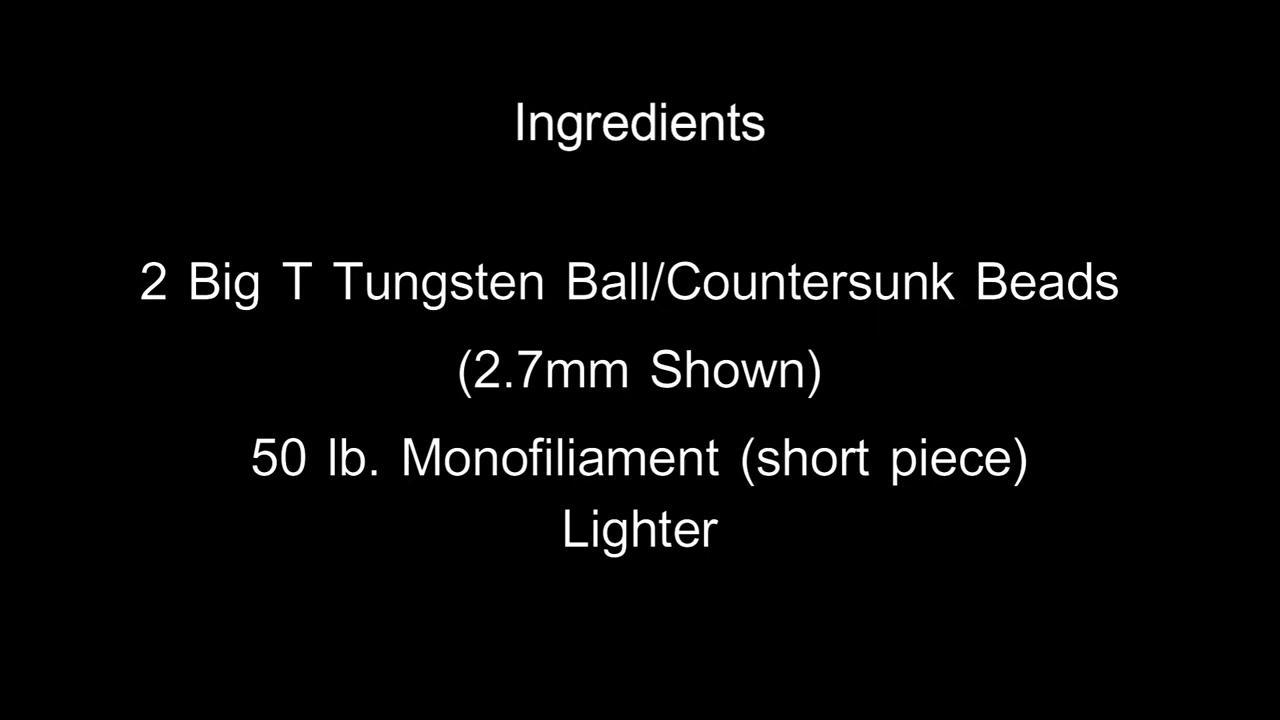 Ingredients
2 Big T Tungsten Ball/Countersunk Beads
(2.7mm Shown)
50 lb. Monofiliament (short piece)
Lighter